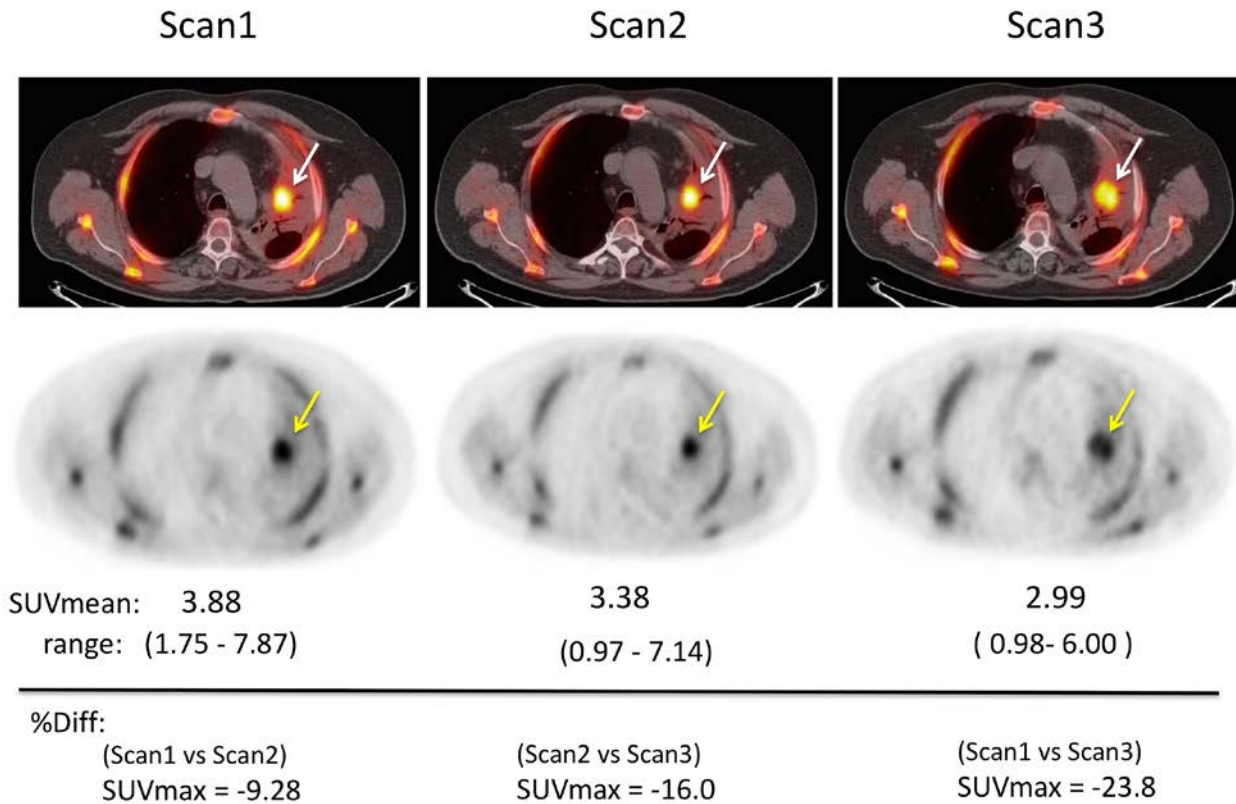 Scan1 Scan2 Scan3
SUVmean: 3.88 3.38 2.99
range: (1.75 - 7.87) (0.97 - 7.14) ( 0.98- 6.00 )
%Diff:
(Scan1 vs Scan2) (Scan2 vs Scan3) (Scan1 vs Scan3)
SUVmax = -9.28 SUVmax = -16.0 SUVmax = -23.8